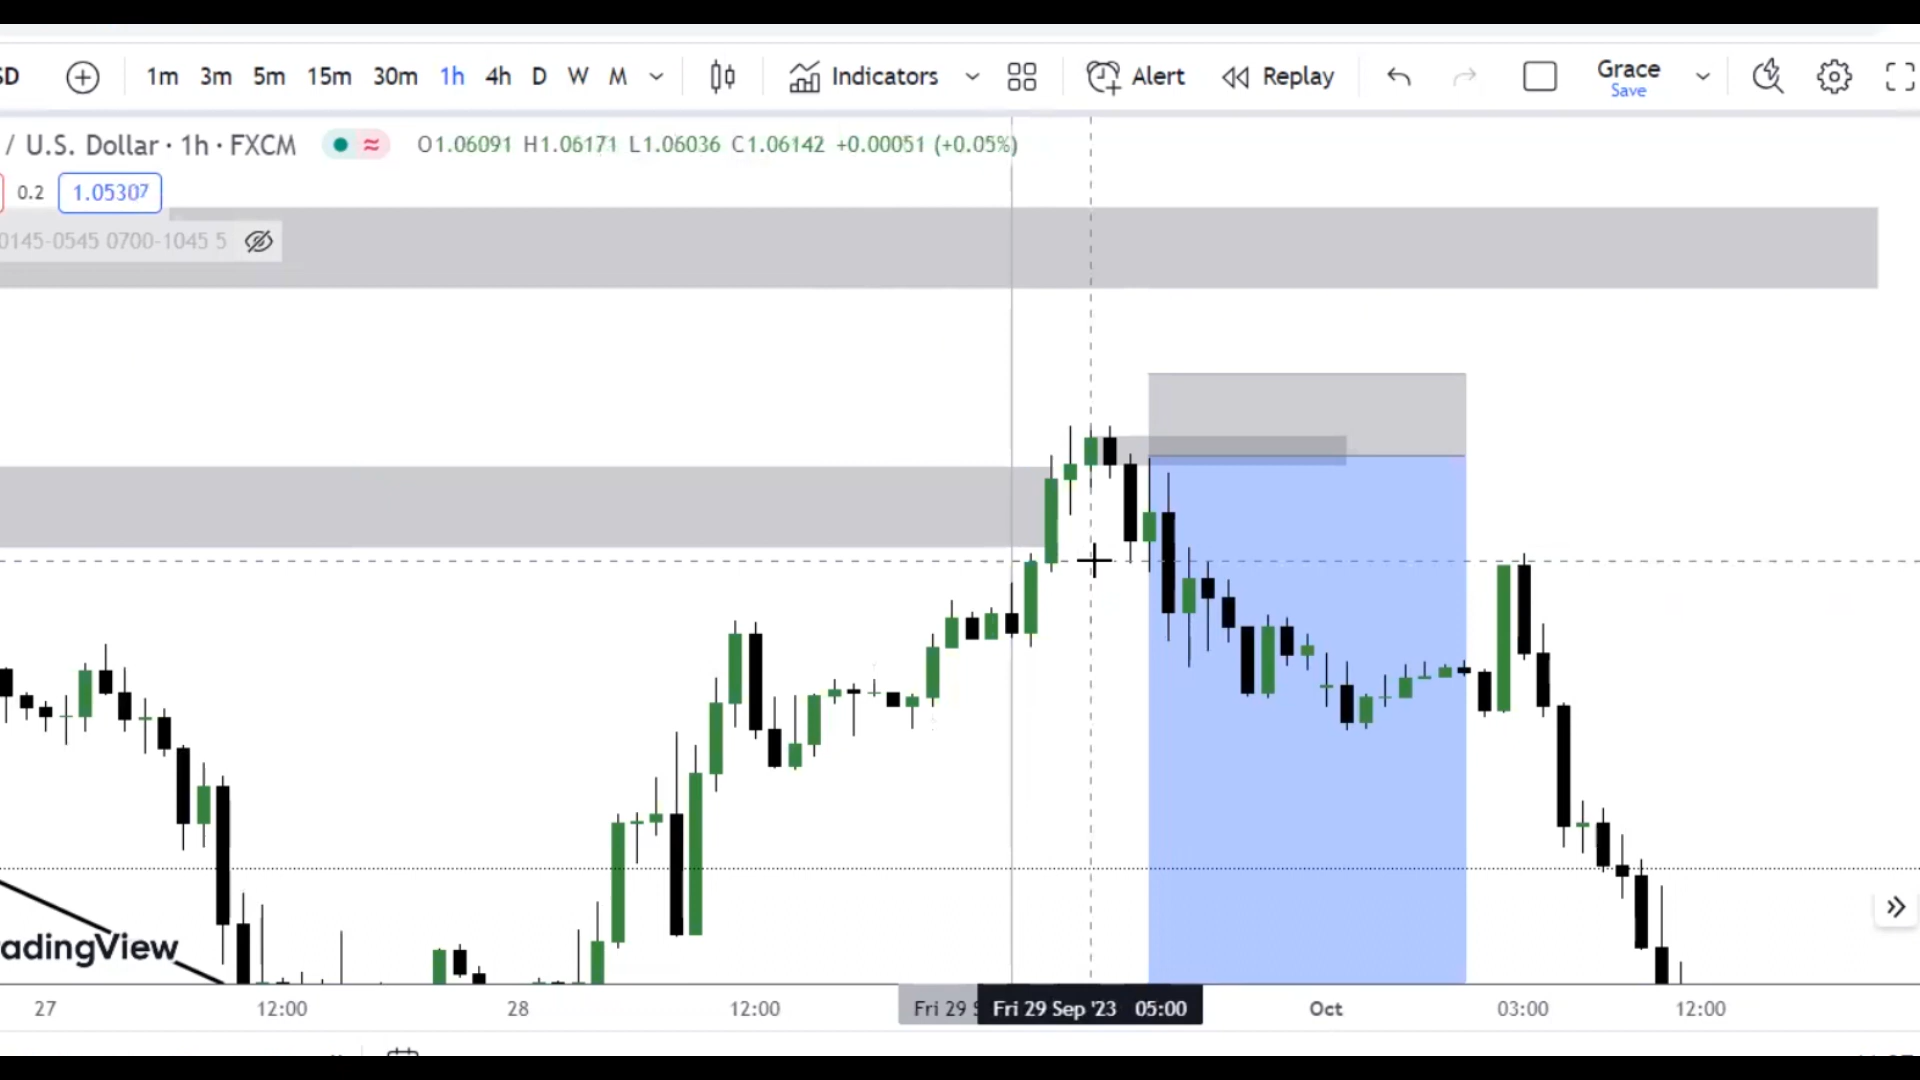 SD 1m 3m 5m 15m 30m 1h 4h D W M Indicators Alert Replay Grace
Save
/ U.S. Dollar · 1h · FXCM O1.06091 H1.06171 L1.06036 C1.06142 +0.00051 (+0.05%)
0.2 1.05307
0145-0545 0700-1045 5
adingView
27 12:00 28 12:00 Fri 29 S Fri 29 Sep '23 05:00 Oct 03:00 12:00